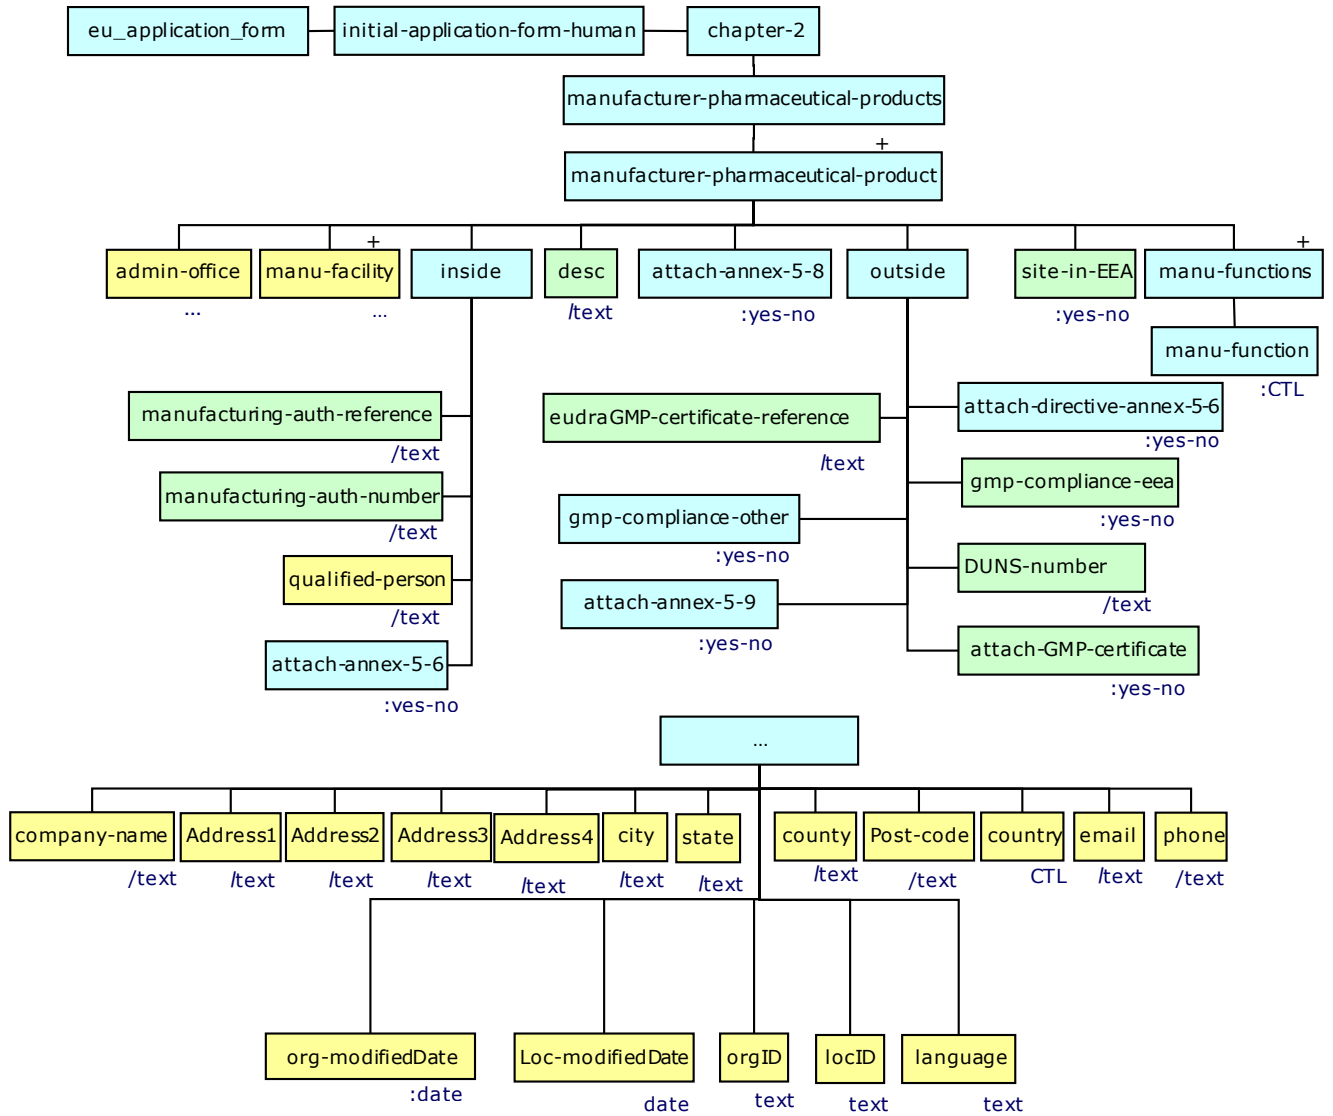 eu_application_form
initial-application-form-human
chapter-2
manufacturer-pharmaceutical-products
+
manufacturer-pharmaceutical-product
admin-office
...
+
manu-facility
...
inside
desc
/text
attach-annex-5-8
:yes-no
outside
site-in-EEA
:yes-no
+
manu-functions
manu-function
:CTL
manufacturing-auth-reference
/text
manufacturing-auth-number
/text
qualified-person
/text
attach-annex-5-6
:yes-no
eudraGMP-certificate-reference
/text
gmp-compliance-other
:yes-no
attach-annex-5-9
:yes-no
attach-directive-annex-5-6
:yes-no
gmp-compliance-eea
:yes-no
DUNS-number
/text
attach-GMP-certificate
:yes-no
...
company-name
/text
Address1
/text
Address2
/text
Address3
/text
Address4
/text
city
/text
state
/text
county
/text
Post-code
/text
country
CTL
email
/text
phone
/text
org-modifiedDate
:date
Loc-modifiedDate
date
orgID
text
locID
text
language
text